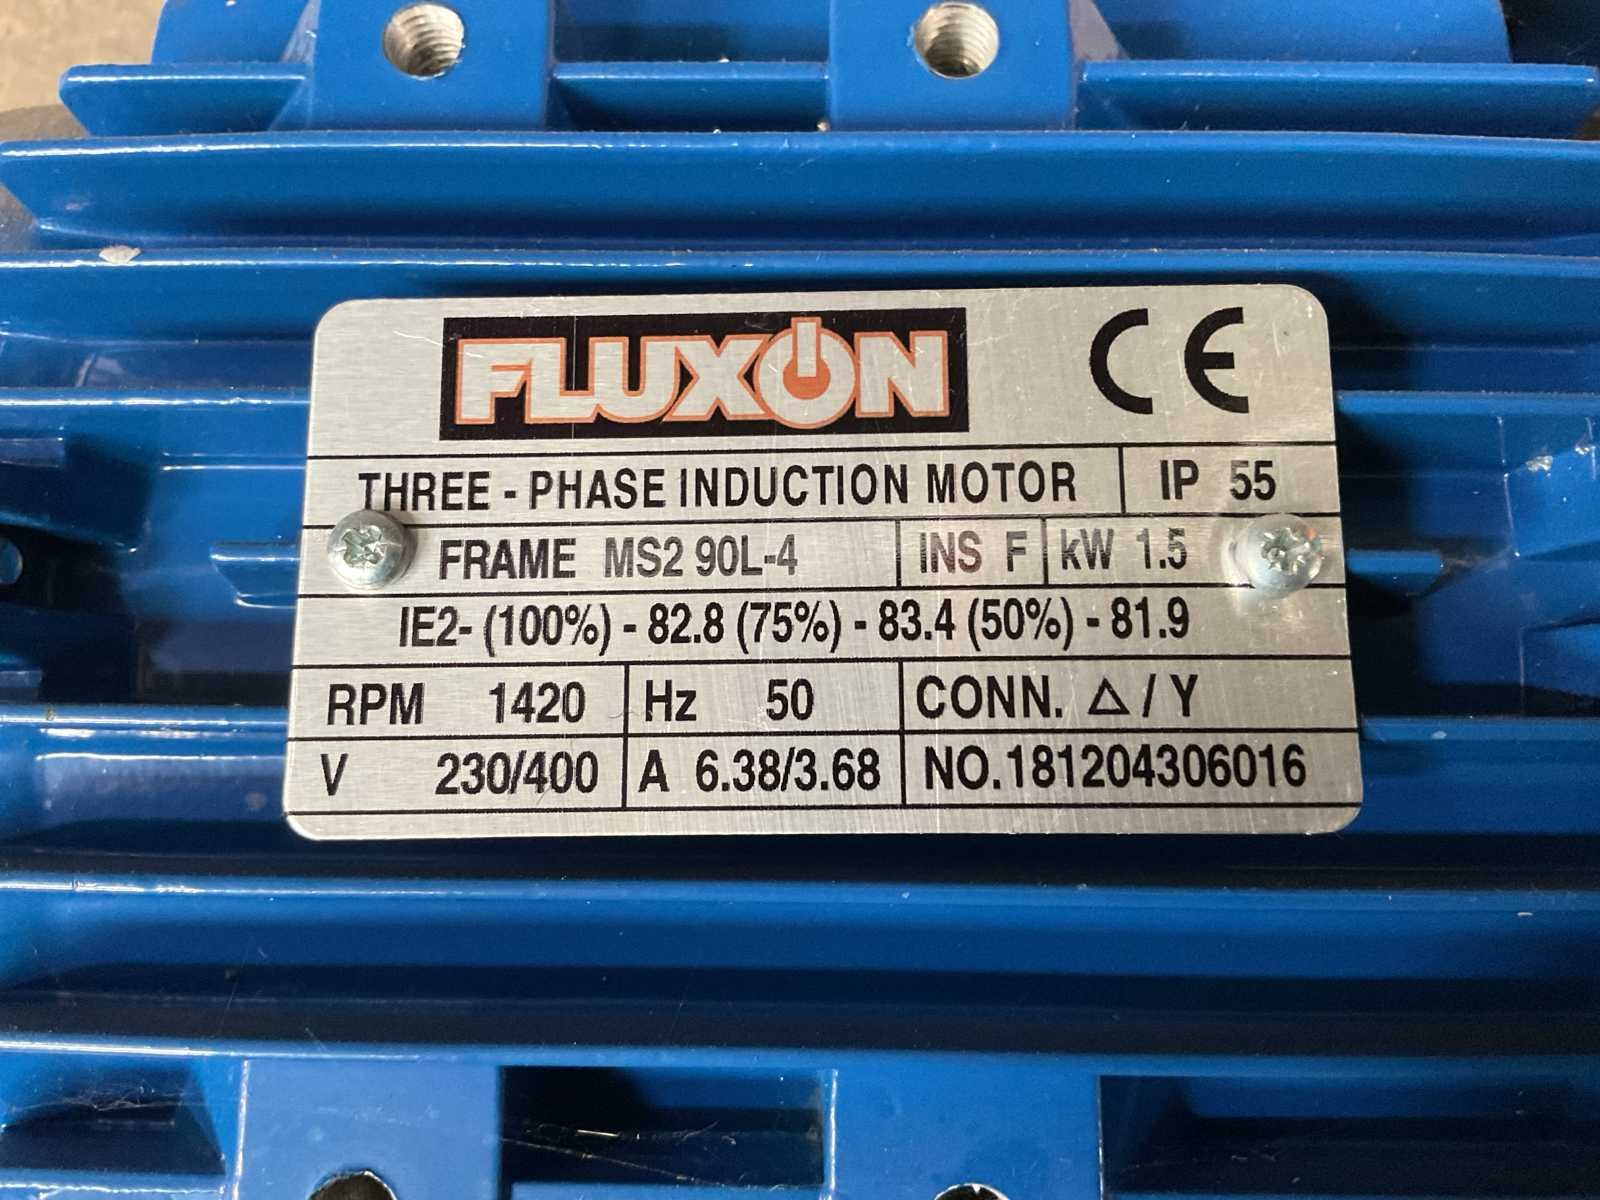 FLUXON CE
THREE - PHASE INDUCTION MOTOR IP 55
FRAME MS2 90L-4 INS F kW 1.5
IE2- (100%) - 82.8 (75%) - 83.4 (50%) - 81.9
RPM 1420 Hz 50 CONN. △ / Y
V 230/400 A 6.38/3.68 NO.181204306016